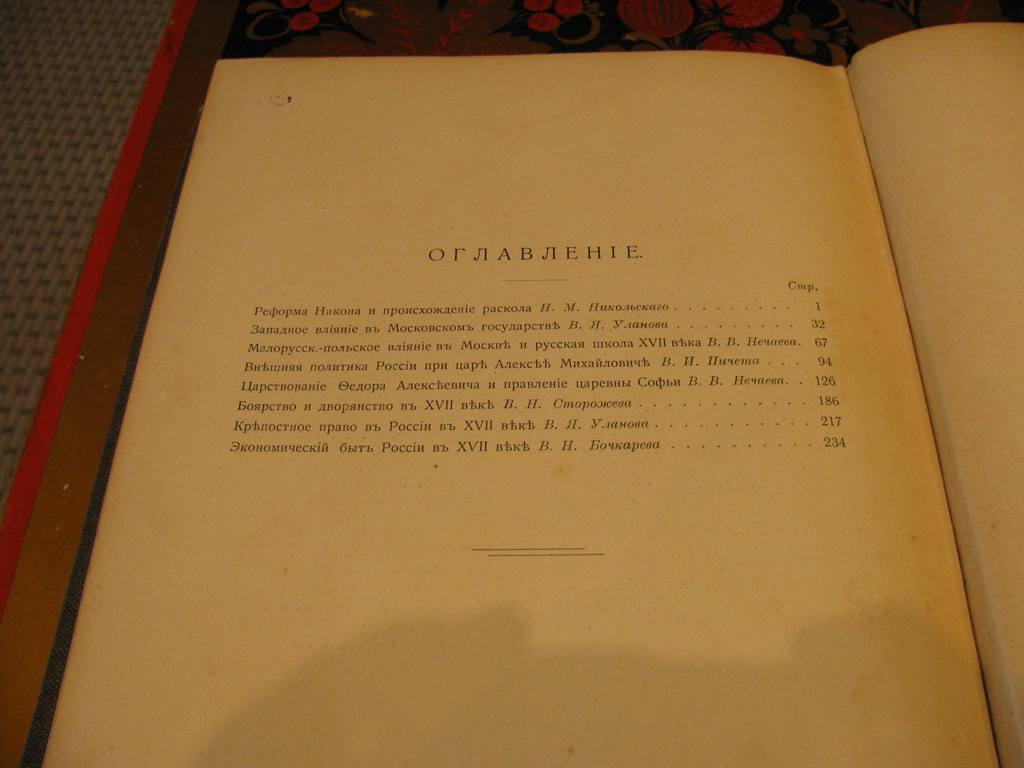 ОГЛАВЛЕНІЕ.
Стр.
Реформа Никона и происхожденіе раскола Н. М. Никольскаго . . . . . . . . . . 1
Западное вліяніе въ Московскомъ государствѣ В. Я. Уланова . . . . . . . . . 32
Малорусск.-польское вліяніе въ Москвѣ и русская школа XVII вѣка В. В. Нечаева. 67
Внѣшняя политика Россіи при царѣ Алексѣѣ Михайловичѣ В. И. Пичета . . . 94
Царствованіе Ѳедора Алексѣевича и правленіе царевны Софьи В. В. Нечаева. . 126
Боярство и дворянство въ XVII вѣкѣ В. Н. Сторожева . . . . . . . . . . . . 186
Крѣпостное право въ Россіи въ XVII вѣкѣ В. Я. Уланова . . . . . . . . . . . 217
Экономическій бытъ Россіи въ XVII вѣкѣ В. Н. Бочкарева . . . . . . . . . . 234